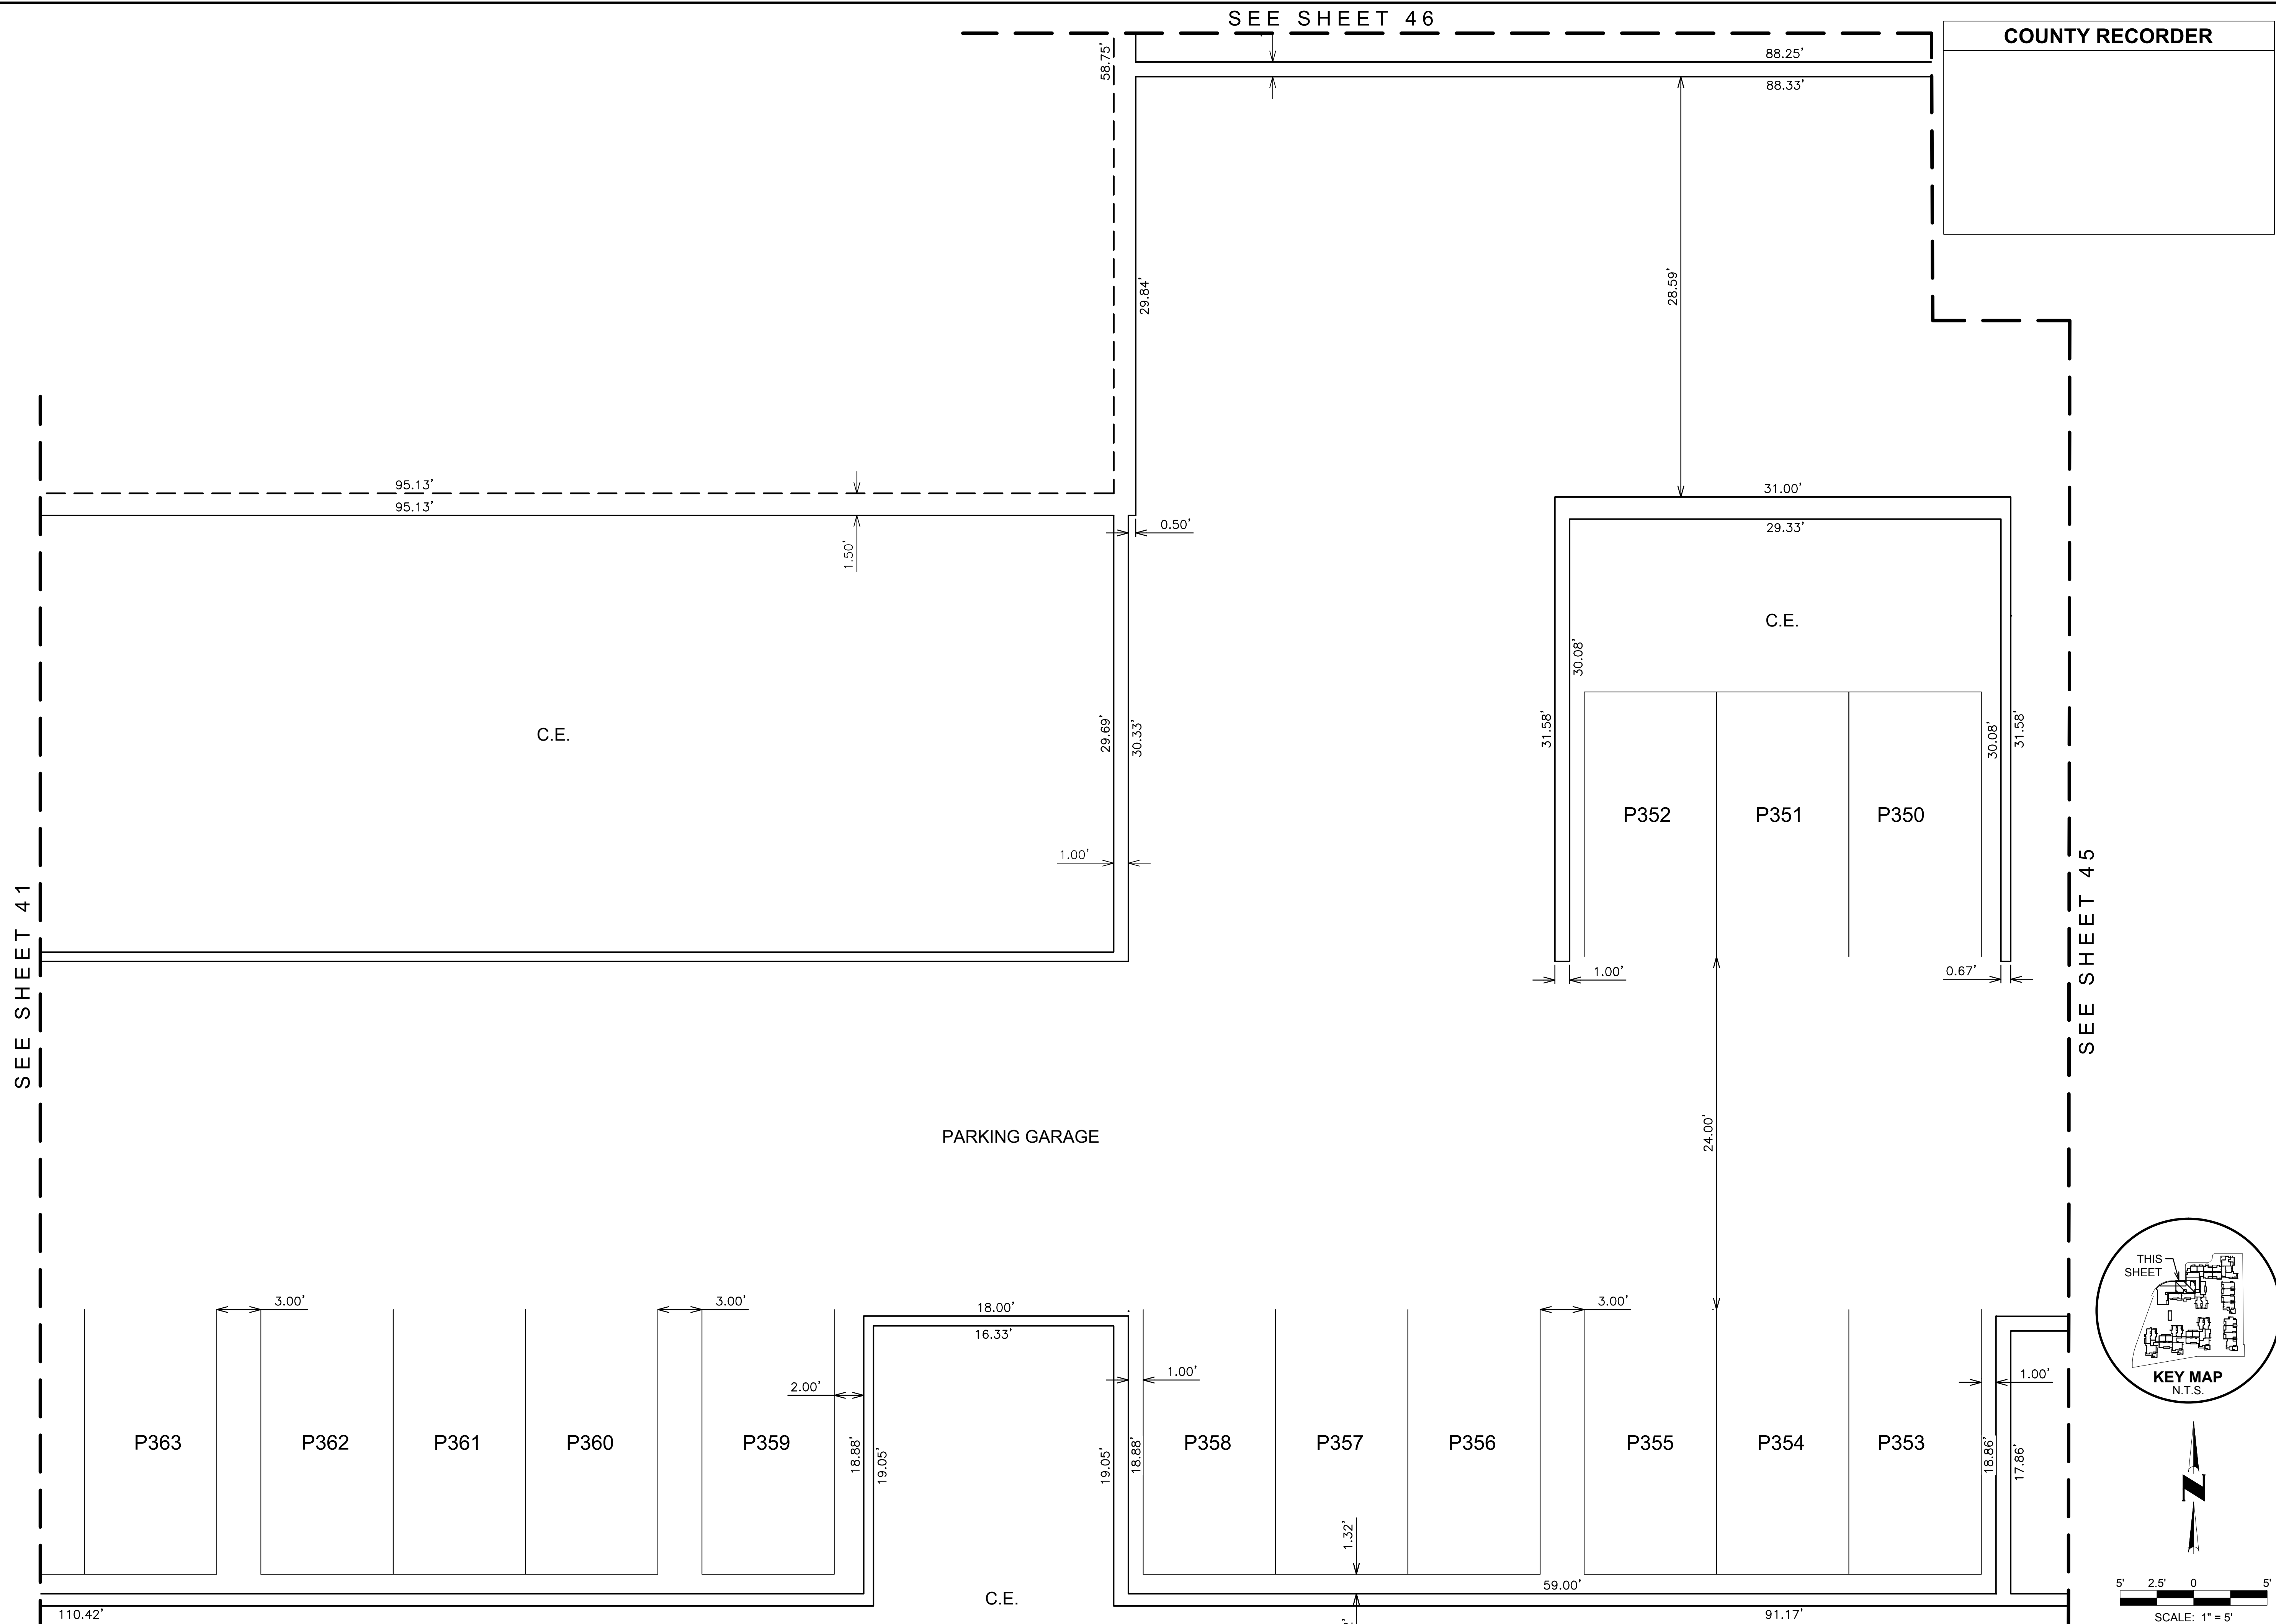 SEE SHEET 46
COUNTY RECORDER
58.75'
88.25'
88.33'
29.84'
28.59'
95.13'
95.13'
1.50'
0.50'
31.00'
29.33'
C.E.
30.08'
31.58'
30.08'
31.58'
C.E.
29.69'
30.33'
P352
P351
P350
1.00'
SEE SHEET 41
SEE SHEET 45
1.00'
0.67'
PARKING GARAGE
24.00'
THIS
SHEET
KEY MAP
N.T.S.
3.00'
3.00'
18.00'
16.33'
3.00'
2.00'
1.00'
1.00'
P363
P362
P361
P360
P359
18.88'
19.05'
19.05'
18.88'
P358
P357
P356
P355
P354
P353
18.86'
17.86'
N
1.32'
59.00'
C.E.
110.42'
91.17'
5' 2.5' 0 5'
SCALE: 1" = 5'